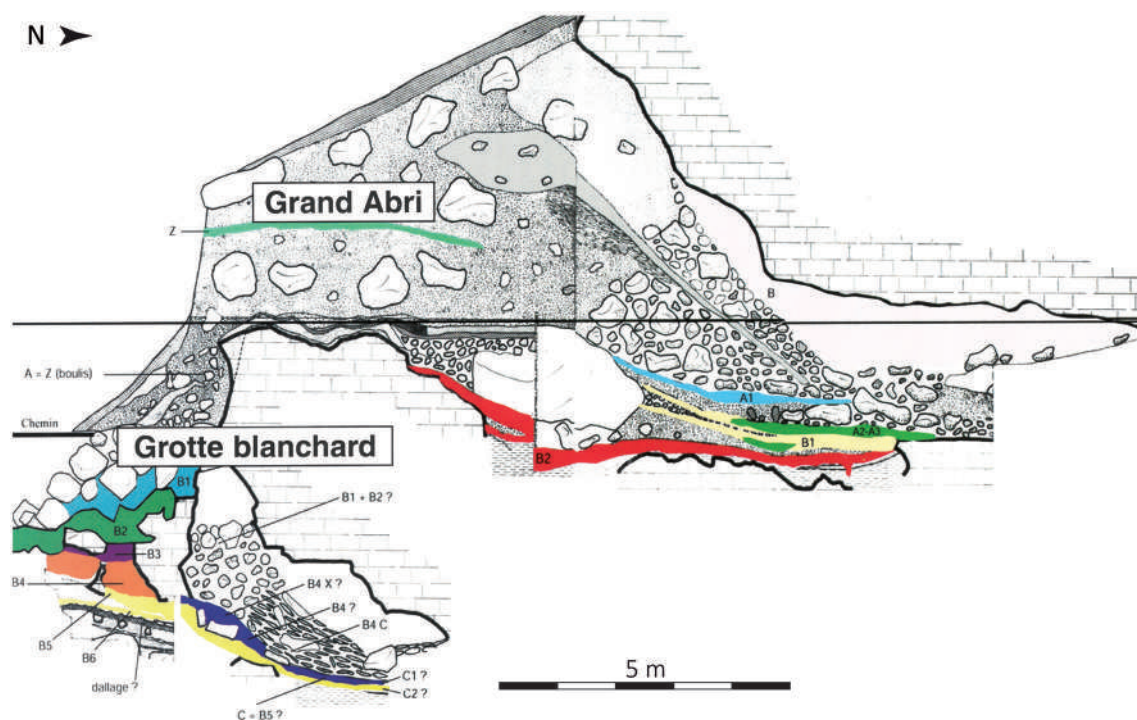 N
Grand Abri
Z
B
A = Z (boulis)
A1
Chemin
A2-A3
B1
Grotte blanchard
B2
B1
B1 + B2 ?
B2
B3
B4
B4 X ?
B4 ?
B4 C
B5
B6
5 m
dallage ?
C1 ?
C2 ?
C = B5 ?